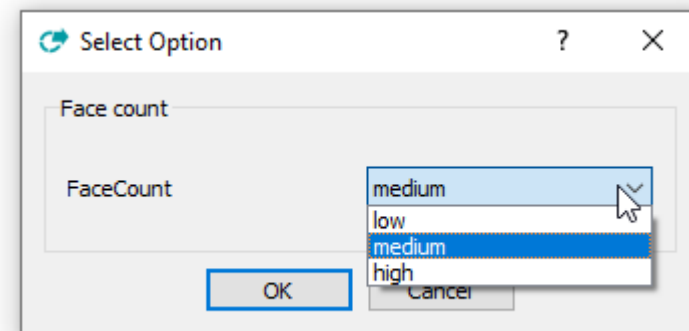 Select Option
?
Face count
FaceCount
medium
low
medium
high
OK
Cancel